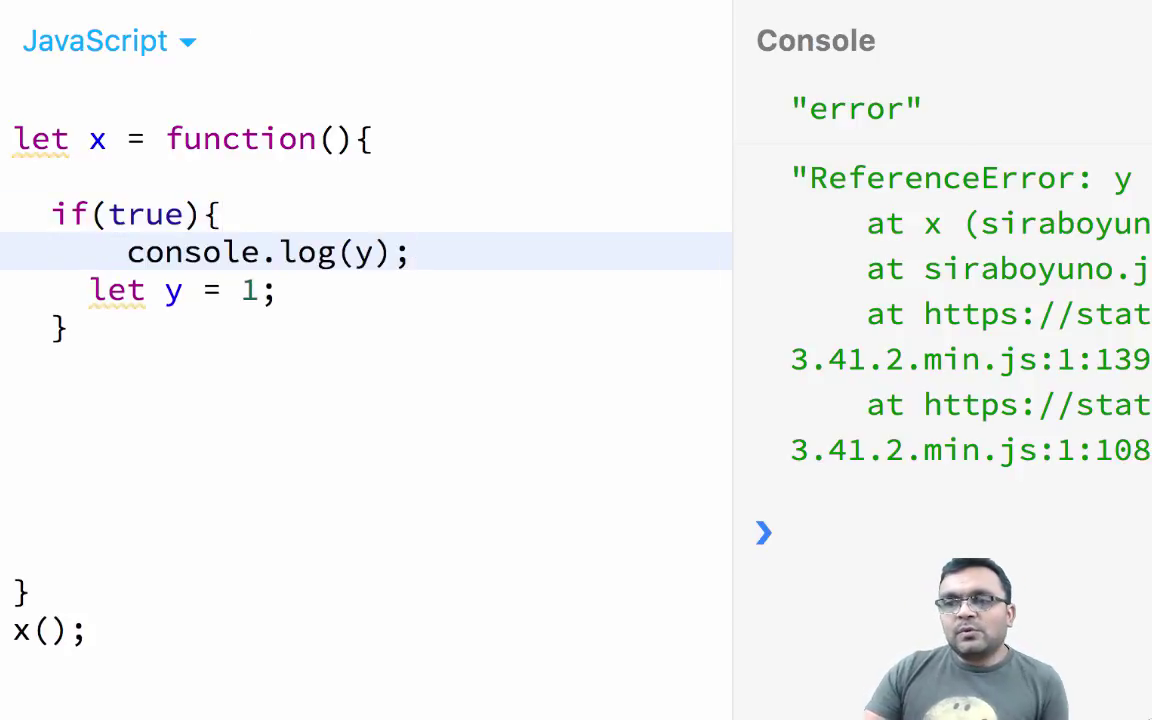 JavaScript
let x = function(){
if(true){
console.log(y);
let y = 1;
}
}
x();
Console
"error"
"ReferenceError: y
at x (siraboyun
at siraboyuno.j
at https://stat
3.41.2.min.js:1:139
at https://stat
3.41.2.min.js:1:108